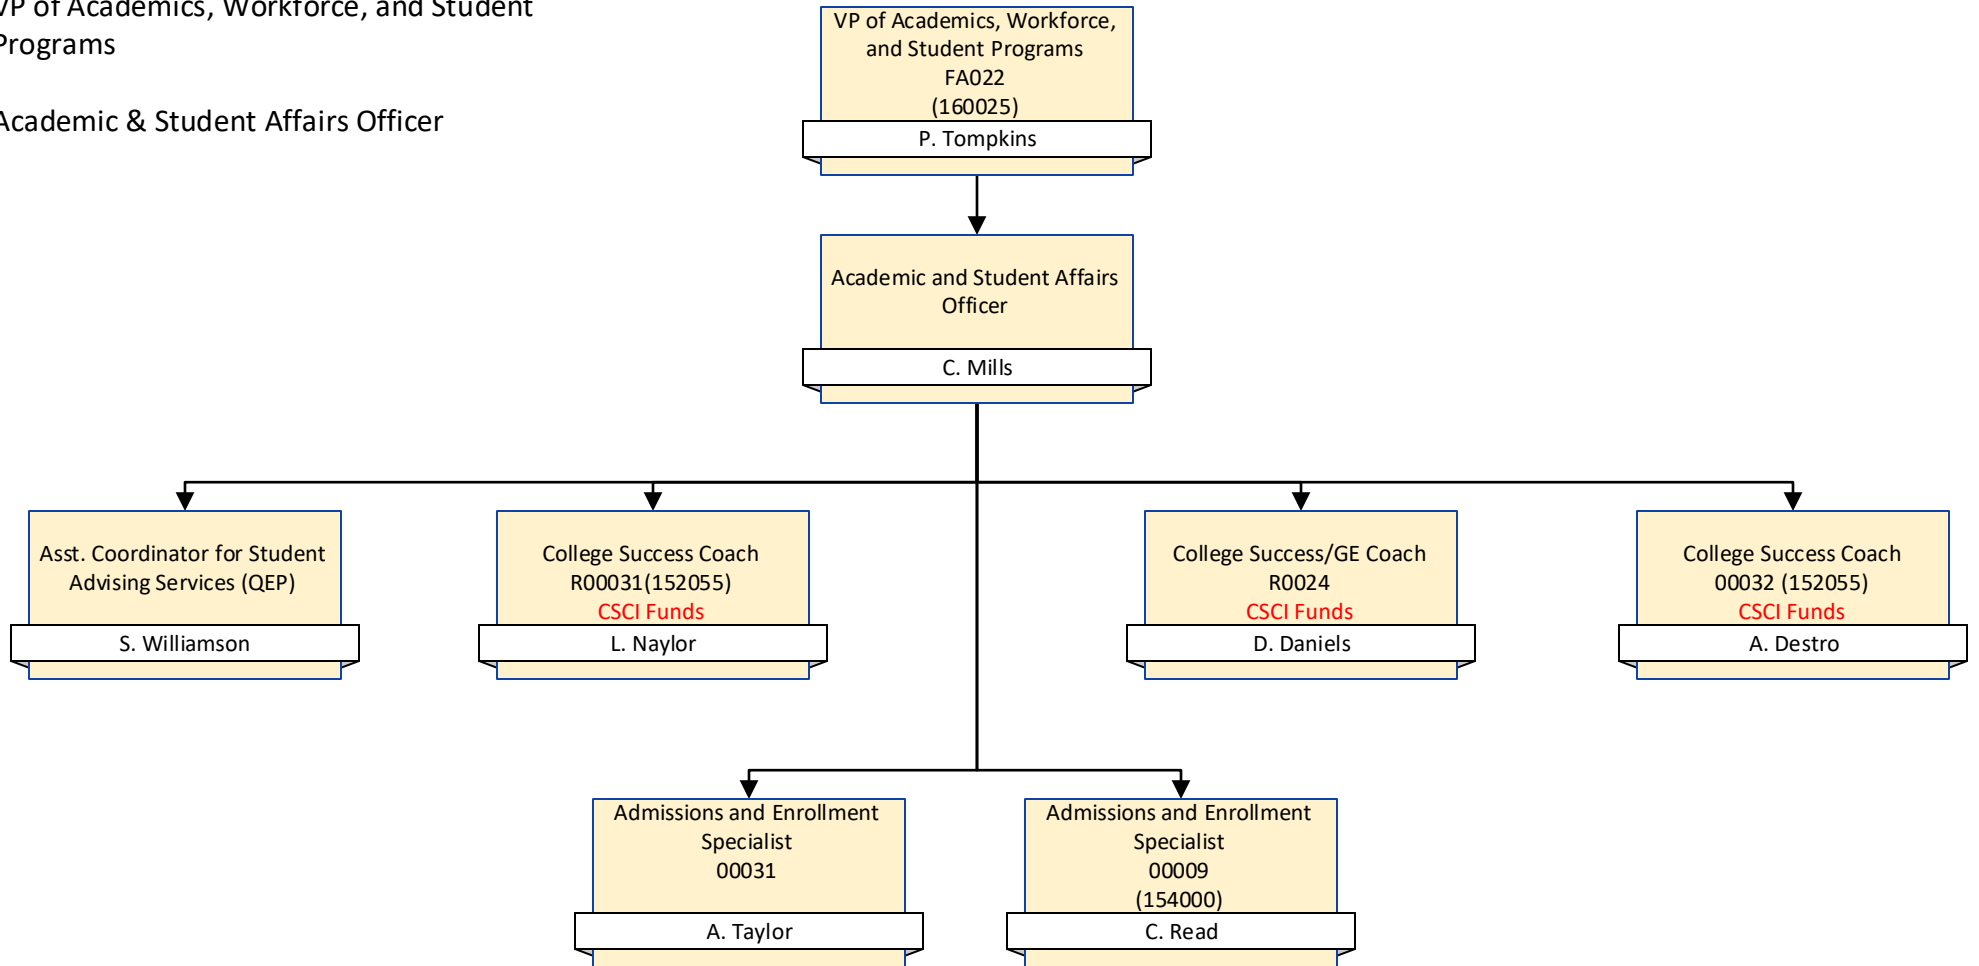 VP of Academics, Workforce, and Student
Programs
Academic & Student Affairs Officer
VP of Academics, Workforce,
and Student Programs
FA022
(160025)
P. Tompkins
Academic and Student Affairs
Officer
C. Mills
Asst. Coordinator for Student
Advising Services (QEP)
S. Williamson
College Success Coach
R00031(152055)
CSCI Funds
L. Naylor
College Success/GE Coach
R0024
CSCI Funds
D. Daniels
College Success Coach
00032 (152055)
CSCI Funds
A. Destro
Admissions and Enrollment
Specialist
00031
A. Taylor
Admissions and Enrollment
Specialist
00009
(154000)
C. Read